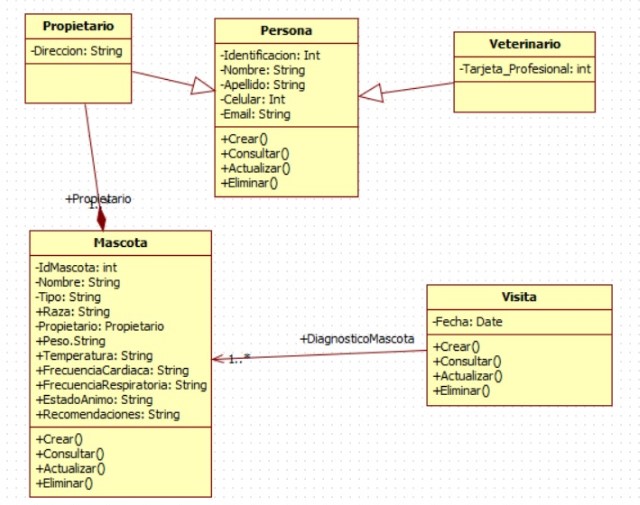 Propietario
-Direccion: String
Persona
-Identificacion: Int
-Nombre: String
-Apellido: String
-Celular: Int
-Email: String
+Crear()
+Consultar()
+Actualizar()
+Eliminar()
Veterinario
-Tarjeta_Profesional: int
+Propietario
Mascota
-IdMascota: int
-Nombre: String
-Tipo: String
+Raza: String
-Propietario: Propietario
+Peso.String
+Temperatura: String
+FrecuenciaCardiaca: String
+FrecuenciaRespiratoria: String
+EstadoAnimo: String
+Recomendaciones: String
+Crear()
+Consultar()
+Actualizar()
+Eliminar()
+DiagnosticoMascota
1..*
Visita
-Fecha: Date
+Crear()
+Consultar()
+Actualizar()
+Eliminar()